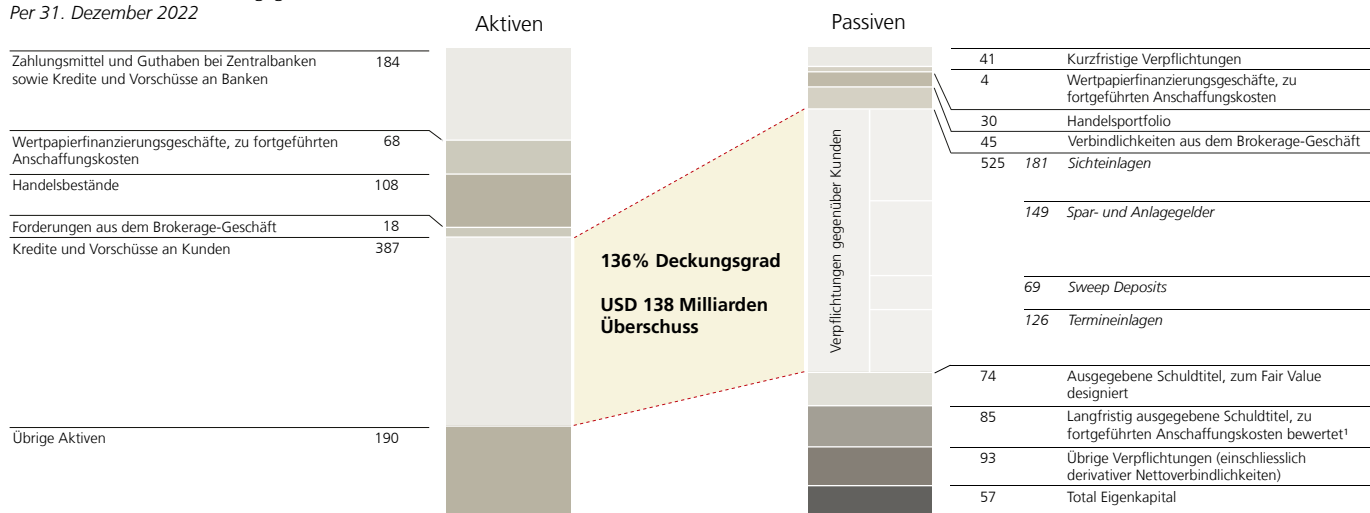 Per 31. Dezember 2022
Aktiven
Passiven
Zahlungsmittel und Guthaben bei Zentralbanken 184
sowie Kredite und Vorschüsse an Banken
Wertpapierfinanzierungsgeschäfte, zu fortgeführten 68
Anschaffungskosten
Handelsbestände 108
Forderungen aus dem Brokerage-Geschäft 18
Kredite und Vorschüsse an Kunden 387
Übrige Aktiven 190
136% Deckungsgrad
USD 138 Milliarden
Überschuss
Verpflichtungen gegenüber Kunden
41 Kurzfristige Verpflichtungen
4 Wertpapierfinanzierungsgeschäfte, zu
fortgeführten Anschaffungskosten
30 Handelsportfolio
45 Verbindlichkeiten aus dem Brokerage-Geschäft
525 181 Sichteinlagen
149 Spar- und Anlagegelder
69 Sweep Deposits
126 Termineinlagen
74 Ausgegebene Schuldtitel, zum Fair Value
designiert
85 Langfristig ausgegebene Schuldtitel, zu
fortgeführten Anschaffungskosten bewertet¹
93 Übrige Verpflichtungen (einschliesslich
derivativer Nettoverbindlichkeiten)
57 Total Eigenkapital